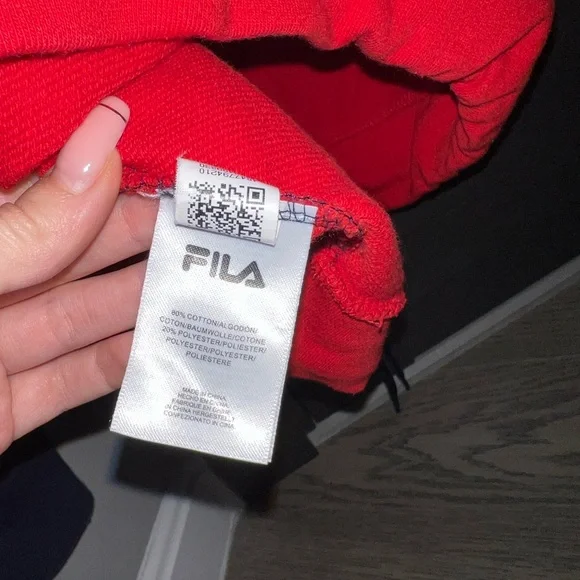 FILA
80% COTTON/ALGODÓN/
COTON/BAUMWOLLE/COTONE
20% POLYESTER/POLIESTER/
POLYESTER/POLYESTER/
POLIESTERE
MADE IN CHINA
HECHO EN CHINA
FABRIQUÉ EN CHINE
IN CHINA HERGESTELLT
CONFEZIONATO IN CINA